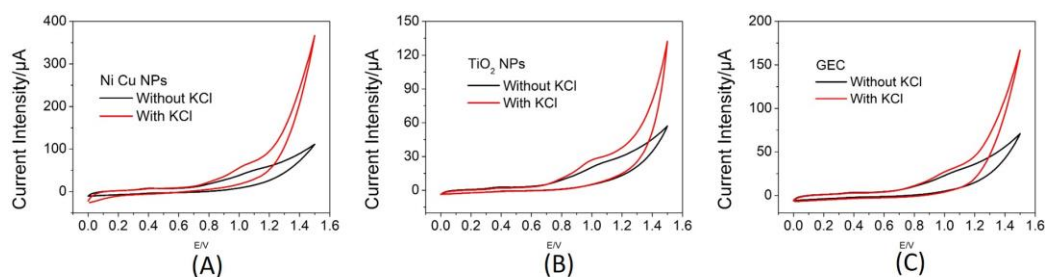 400
300
200
100
0
Current Intensity/μA
Ni Cu NPs
Without KCl
With KCl
0.0 0.2 0.4 0.6 0.8 1.0 1.2 1.4 1.6
E/V
(A)
150
120
90
60
30
0
Current Intensity/μA
TiO₂ NPs
Without KCl
With KCl
0.0 0.2 0.4 0.6 0.8 1.0 1.2 1.4 1.6
E/V
(B)
200
150
100
50
0
Current Intensity/μA
GEC
Without KCl
With KCl
0.0 0.2 0.4 0.6 0.8 1.0 1.2 1.4 1.6
E/V
(C)